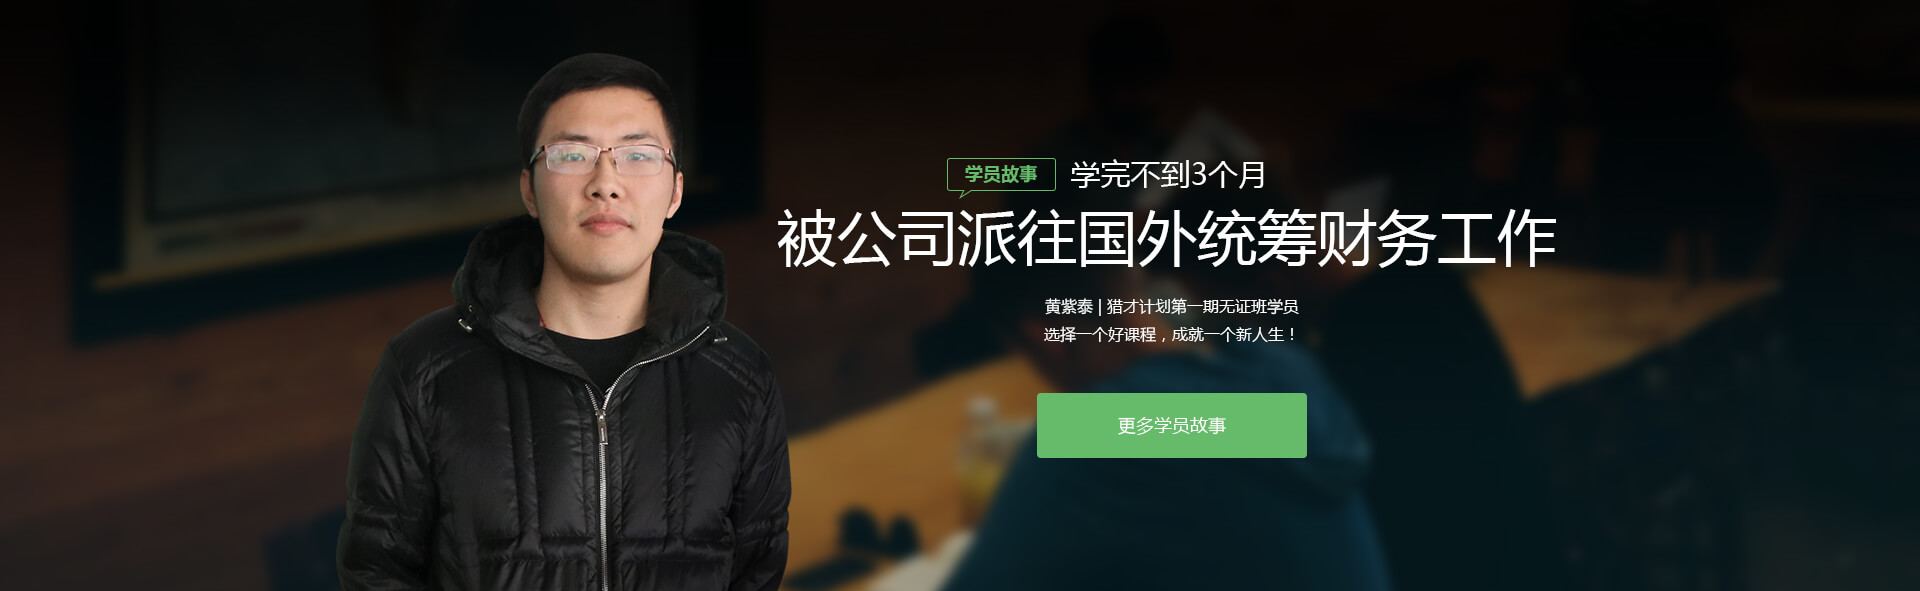 学员故事 学完不到3个月
被公司派往国外统筹财务工作
黄紫泰 | 猎才计划第一期无证班学员
选择一个好课程，成就一个新人生！
更多学员故事